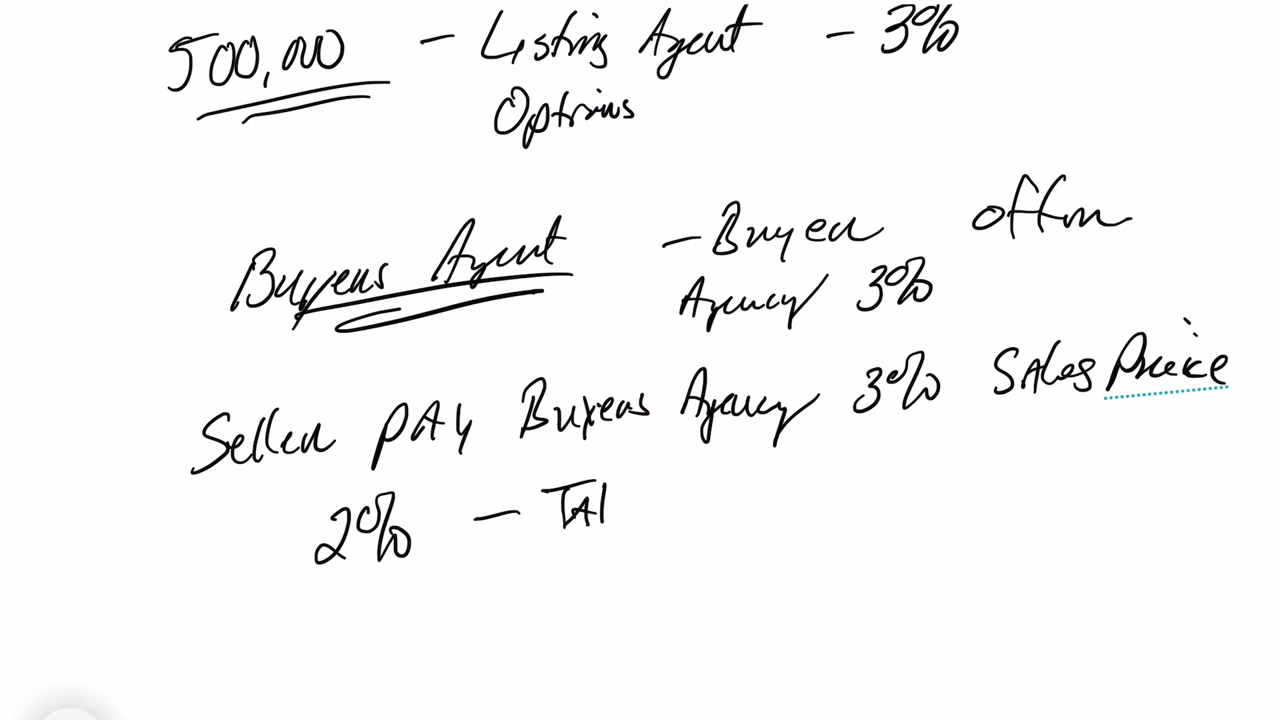 500,000 - Listing Agent - 3%
Options
Buyers Agent - Buyer offer
Agency 3%
Seller PAy Buyers Agency 3% Sales Price
2% - TAI